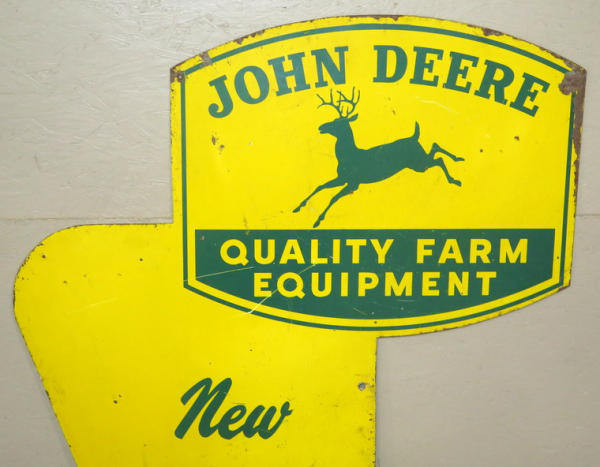 JOHN DEERE
QUALITY FARM
EQUIPMENT
New